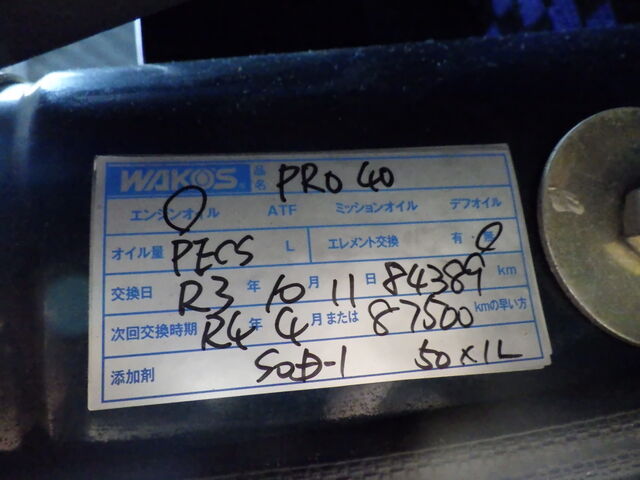 WAKO'S 品名 PRO 40
エンジンオイル ATF ミッションオイル デフオイル
オイル量 PECS L エレメント交換 有 無
交換日 R3 年 10 月 11 日 84389 km
次回交換時期 R4 年 4 月または 87500 kmの早い方
添加剤 SOD-1 50×1L